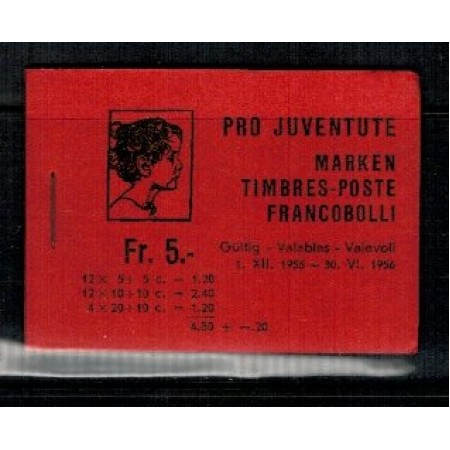 PRO JUVENTUTE
MARKEN
TIMBRES-POSTE
FRANCOBOLLI
Gültig - Valables - Valevoli
1. XII. 1955 - 30. VI. 1956
Fr. 5.-
12 × 5 + 5 c. - 1.20
12 × 10 + 10 c. - 2.40
4 × 20 + 10 c. - 1.20
4.80 + -.20